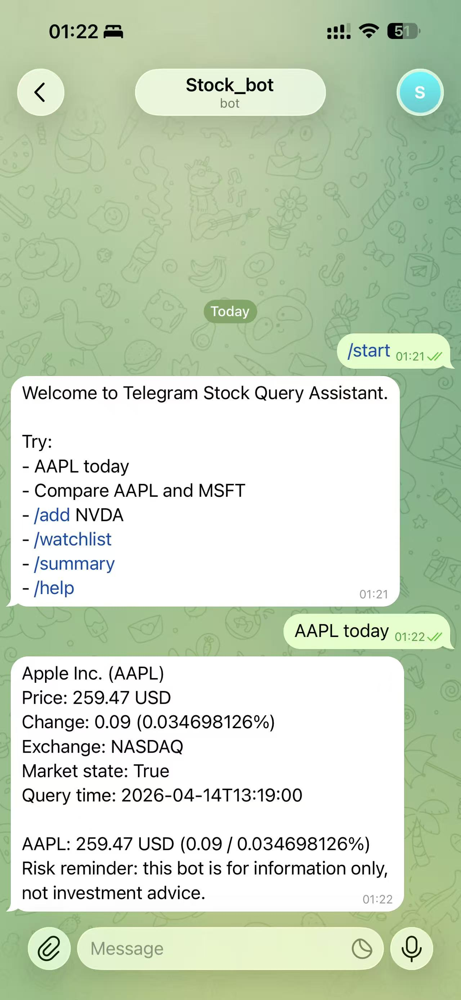 01:22
51
Stock_bot
bot
S
Today
/start 01:21
Welcome to Telegram Stock Query Assistant.
Try:
- AAPL today
- Compare AAPL and MSFT
- /add NVDA
- /watchlist
- /summary
- /help
01:21
AAPL today 01:22
Apple Inc. (AAPL)
Price: 259.47 USD
Change: 0.09 (0.034698126%)
Exchange: NASDAQ
Market state: True
Query time: 2026-04-14T13:19:00
AAPL: 259.47 USD (0.09 / 0.034698126%)
Risk reminder: this bot is for information only,
not investment advice.
01:22
Message